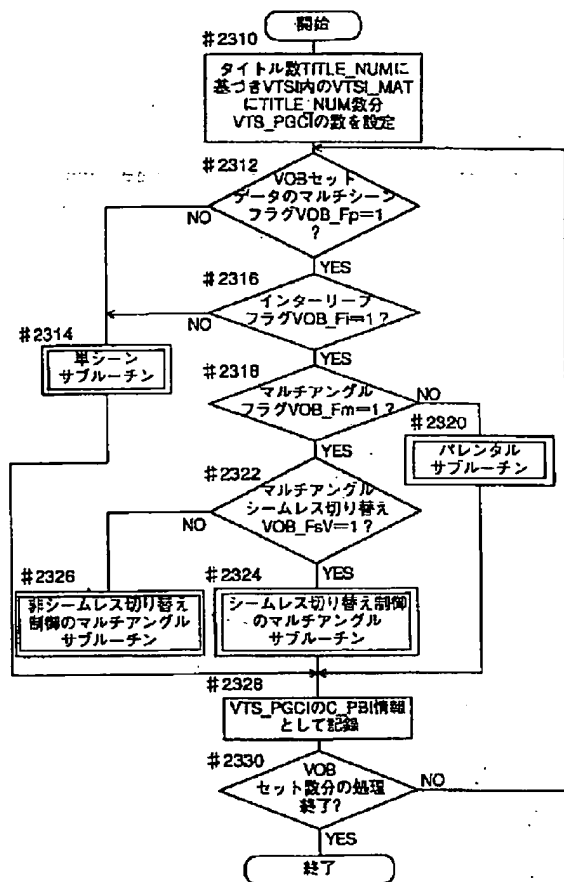 開始
#2310
タイトル数TITLE_NUMに
基づきVTSI内のVTSI_MAT
にTITLE_NUM数分
VTS_PGCIの数を設定
#2312
VOBセット
データのマルチシーン
フラグVOB_Fp=1
?
NO
YES
#2316
インターリーブ
フラグVOB_Fi=1?
NO
YES
#2314
単シーン
サブルーチン
#2318
マルチアングル
フラグVOB_Fm=1?
NO
YES
#2320
パレンタル
サブルーチン
#2322
マルチアングル
シームレス切り替え
VOB_FsV=1?
NO
YES
#2326
非シームレス切り替え
制御のマルチアングル
サブルーチン
#2324
シームレス切り替え制御
のマルチアングル
サブルーチン
#2328
VTS_PGCIのC_PBI情報
として記録
#2330
VOB
セット数分の処理
終了?
NO
YES
終了